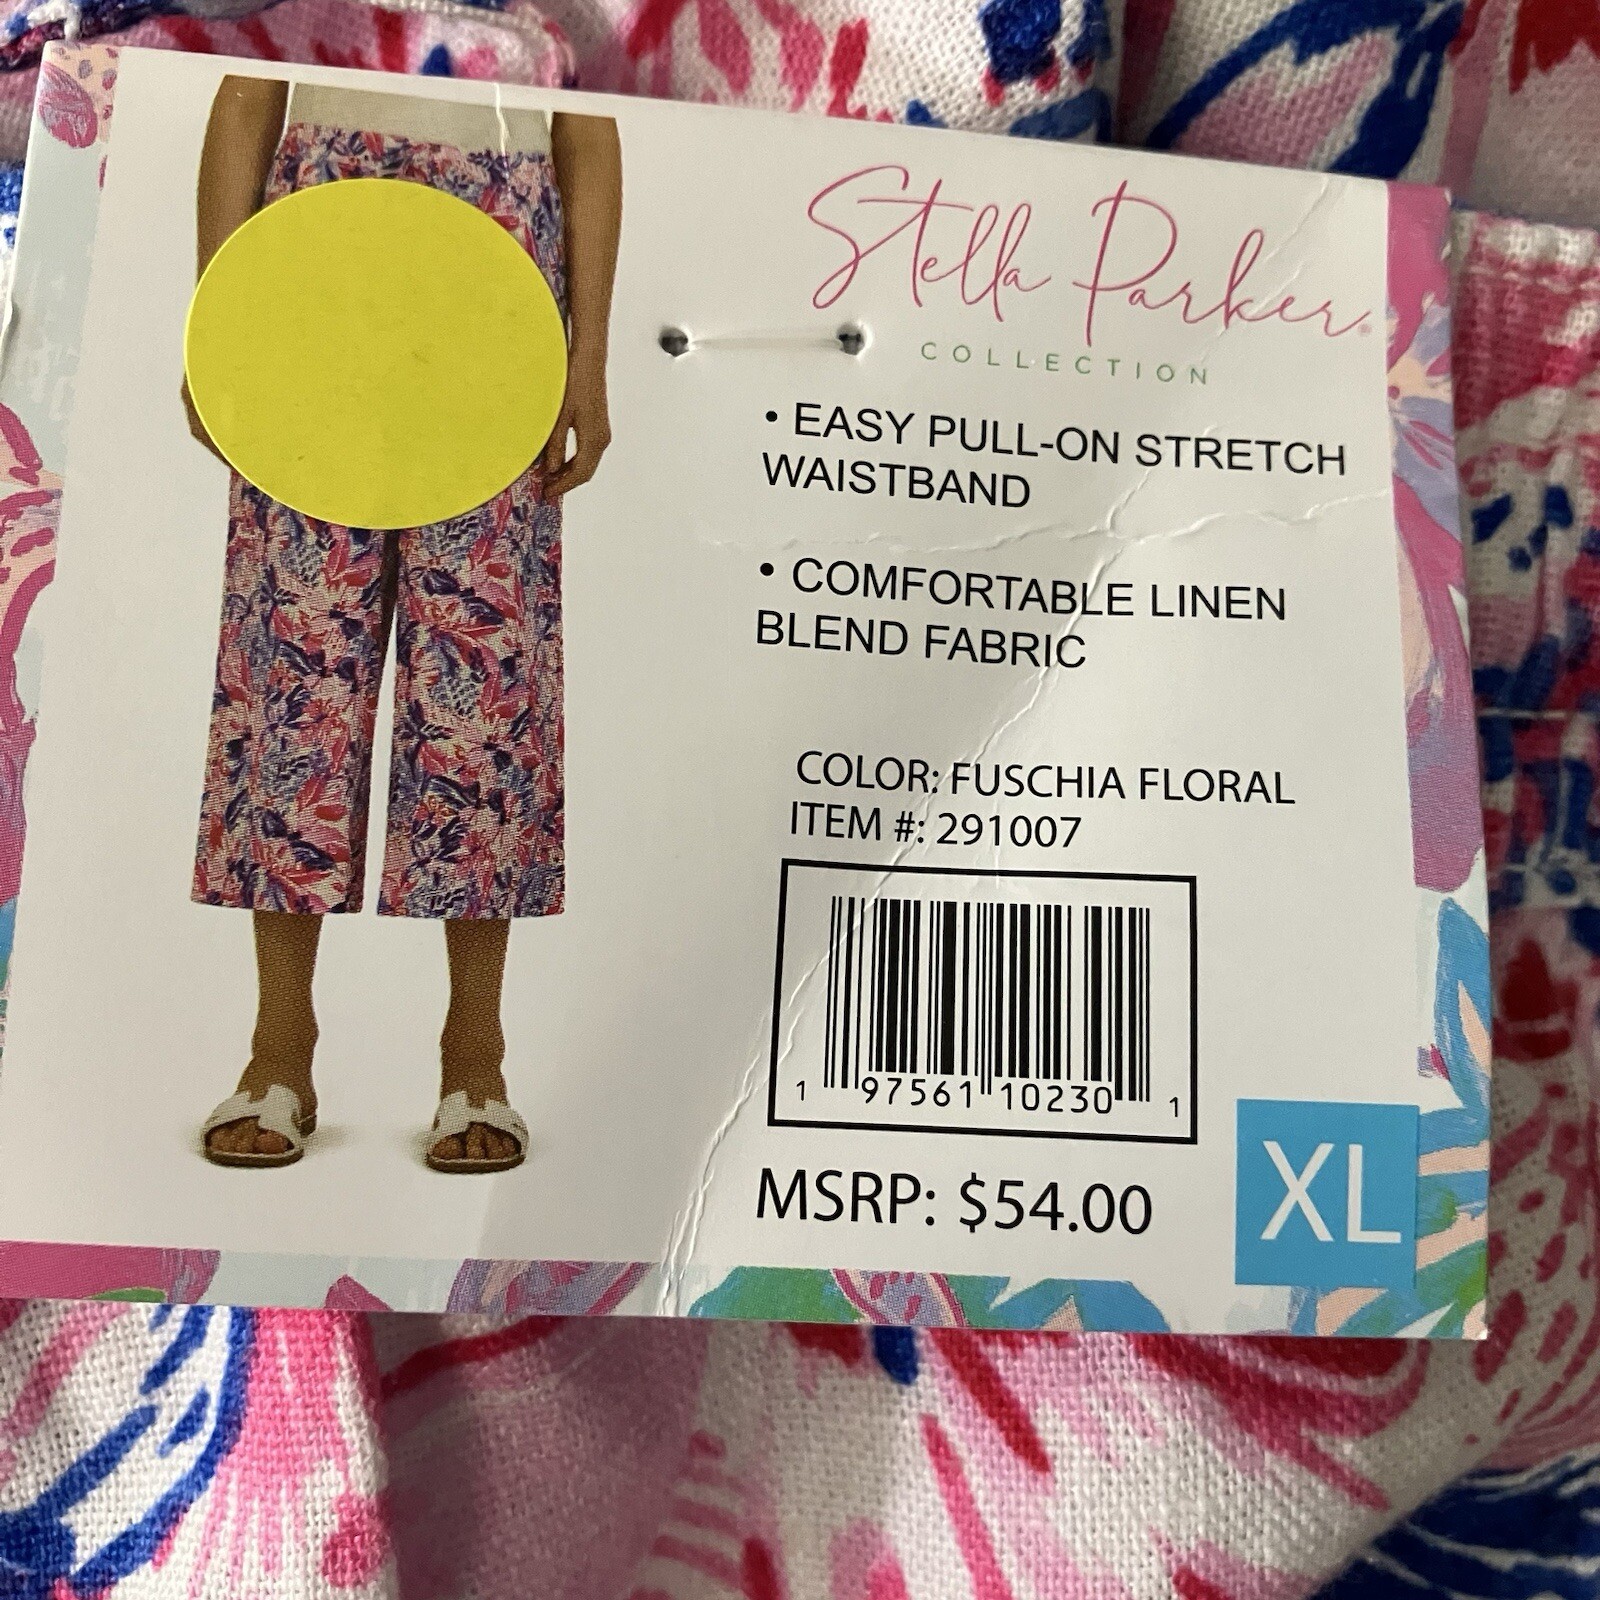 Stella Parker®
COLLECTION
• EASY PULL-ON STRETCH
WAISTBAND
• COMFORTABLE LINEN
BLEND FABRIC
COLOR: FUSCHIA FLORAL
ITEM #: 291007
1 97561 10230 1
MSRP: $54.00
XL